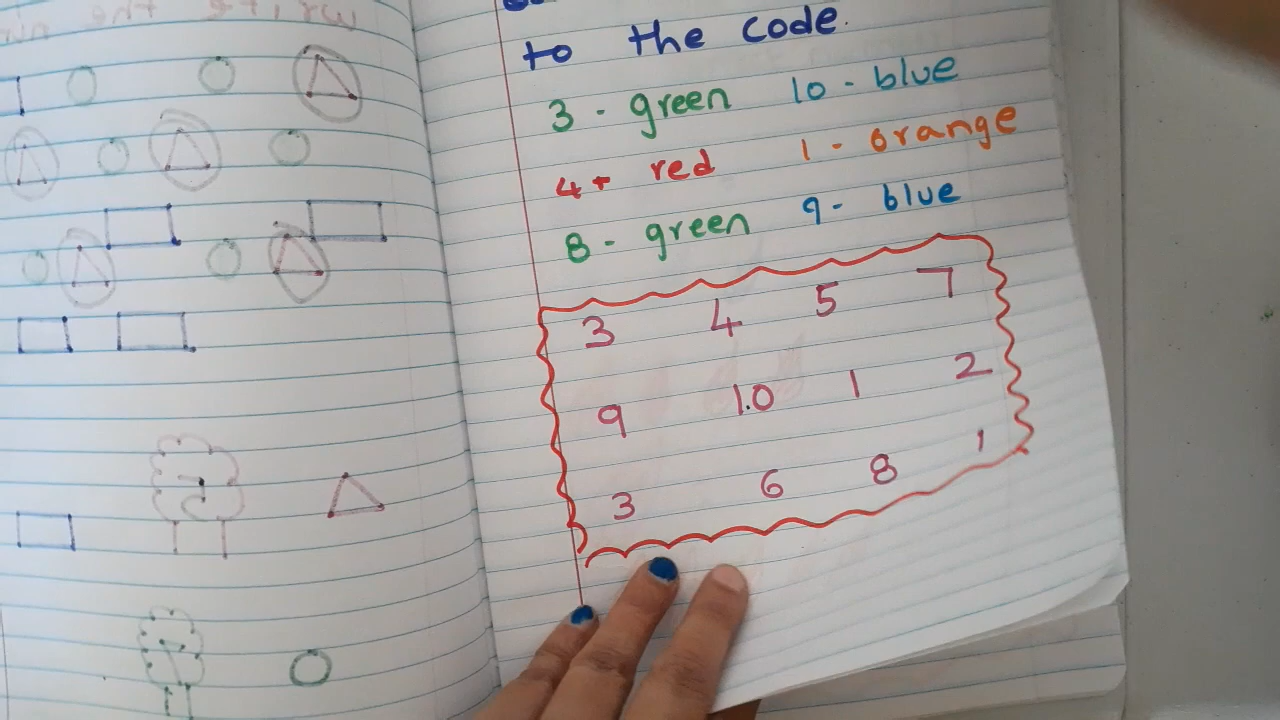 to the code.
3 - green 10 - blue
4 - red 1 - orange
8 - green 9 - blue
3 4 5 7
9 10 1 2
3 6 8 1